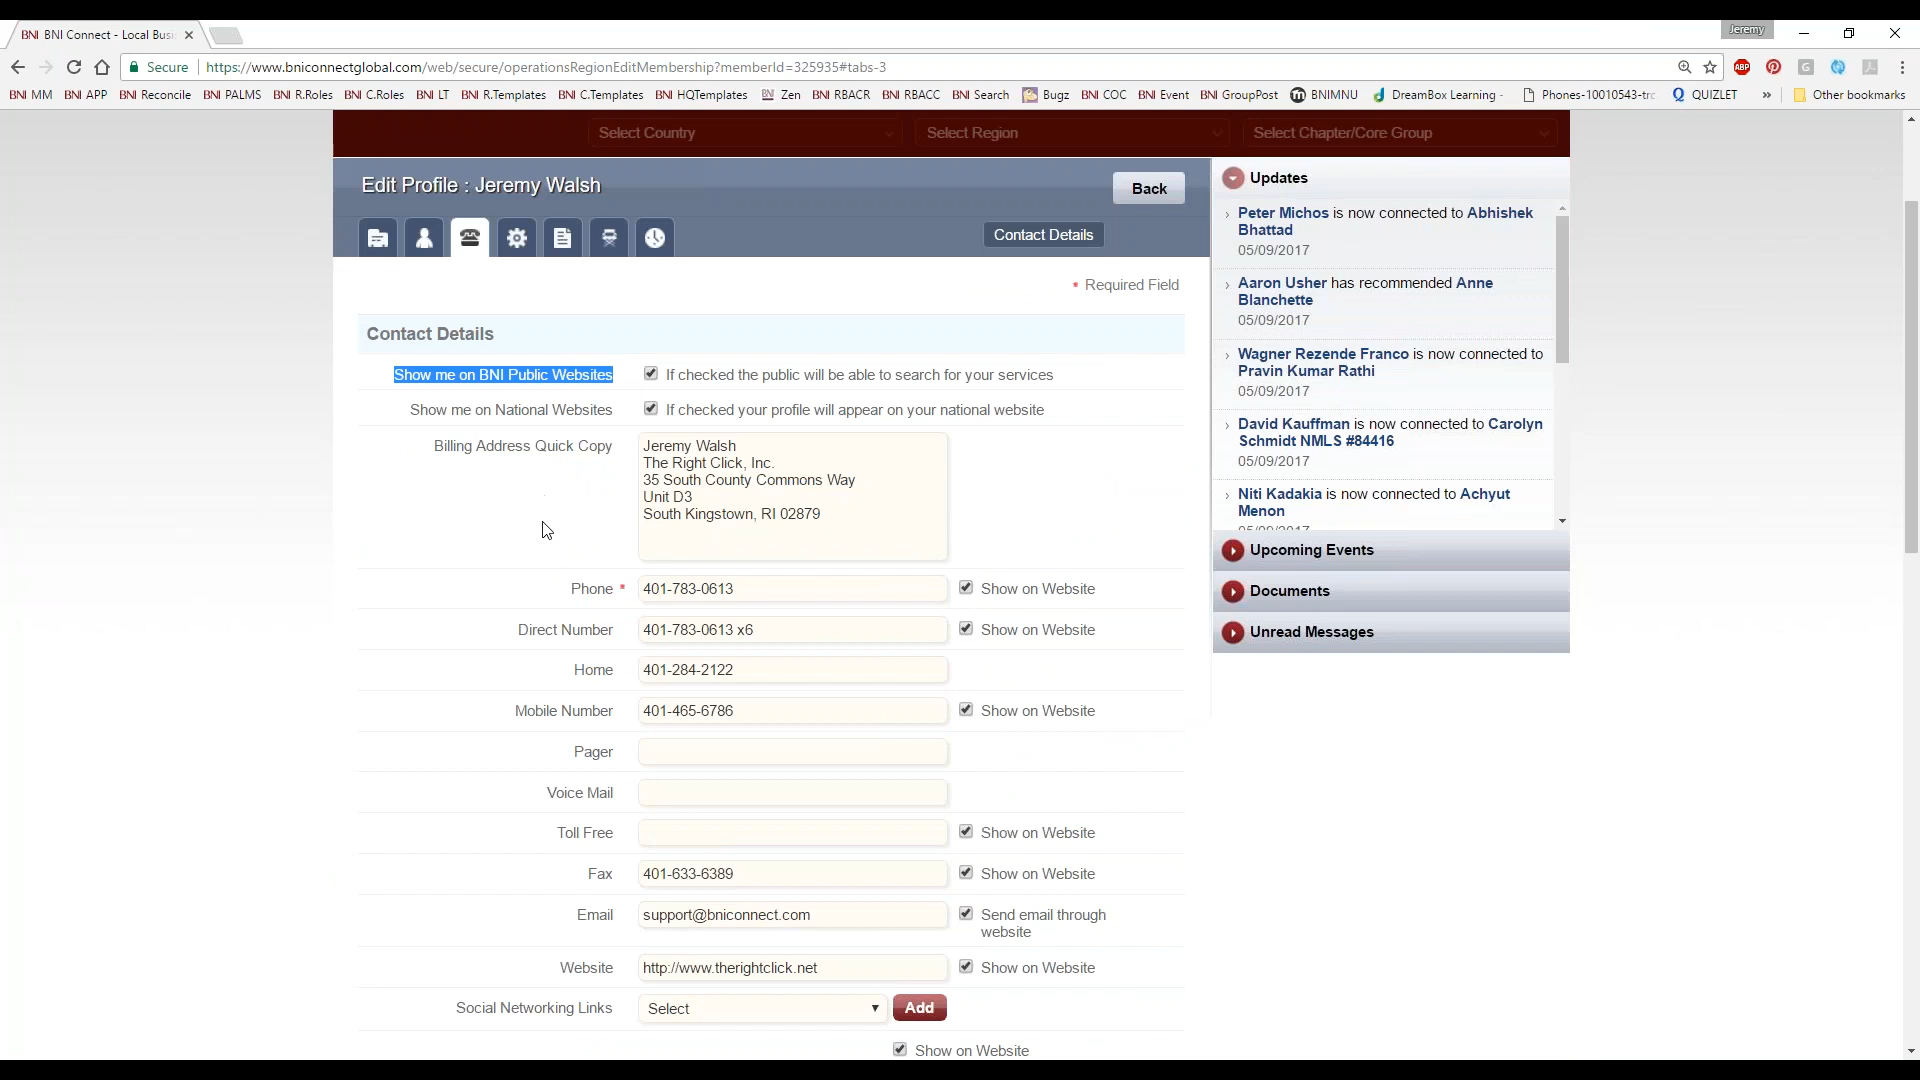 Jeremy
BNI BNI Connect - Local Busi
Secure https://www.bniconnectglobal.com/web/secure/operationsRegionEditMembership?memberId=325935#tabs-3
BNI MM BNI APP BNI Reconcile BNI PALMS BNI R.Roles BNI C.Roles BNI LT BNI R.Templates BNI C.Templates BNI HQTemplates Zen BNI RBACR BNI RBACC BNI Search Bugz BNI COC BNI Event BNI GroupPost BNIMNU DreamBox Learning - Phones-10010543-trc QUIZLET » Other bookmarks
Select Country Select Region Select Chapter/Core Group
Edit Profile : Jeremy Walsh
Back
Contact Details
* Required Field
Contact Details
Show me on BNI Public Websites If checked the public will be able to search for your services
Show me on National Websites If checked your profile will appear on your national website
Billing Address Quick Copy Jeremy Walsh
The Right Click, Inc.
35 South County Commons Way
Unit D3
South Kingstown, RI 02879
Phone * 401-783-0613 Show on Website
Direct Number 401-783-0613 x6 Show on Website
Home 401-284-2122
Mobile Number 401-465-6786 Show on Website
Pager
Voice Mail
Toll Free Show on Website
Fax 401-633-6389 Show on Website
Email support@bniconnect.com Send email through
website
Website http://www.therightclick.net Show on Website
Social Networking Links Select Add
Show on Website
Updates
Peter Michos is now connected to Abhishek
Bhattad
05/09/2017
Aaron Usher has recommended Anne
Blanchette
05/09/2017
Wagner Rezende Franco is now connected to
Pravin Kumar Rathi
05/09/2017
David Kauffman is now connected to Carolyn
Schmidt NMLS #84416
05/09/2017
Niti Kadakia is now connected to Achyut
Menon
05/09/2017
Upcoming Events
Documents
Unread Messages